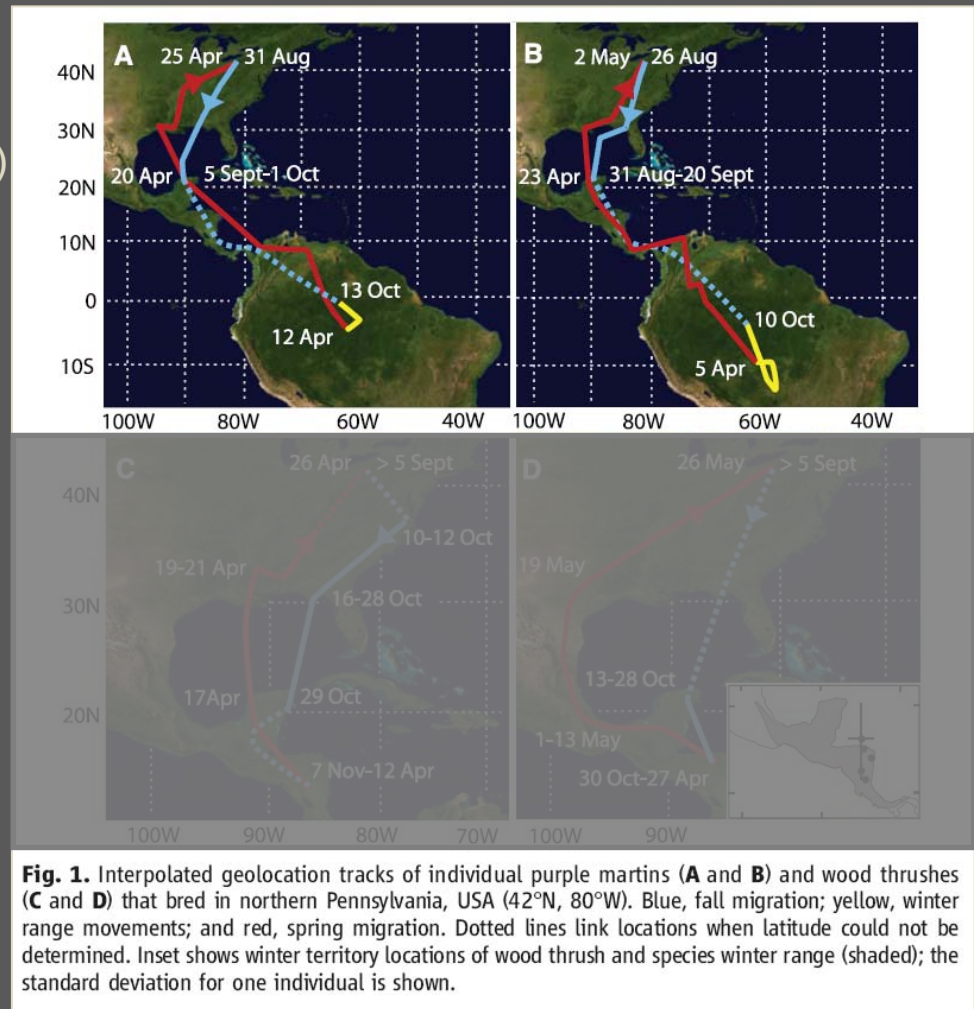 A 25 Apr 31 Aug
40N
30N
20 Apr 5 Sept-1 Oct
20N
10N
13 Oct
0
12 Apr
10S
100W 80W 60W 40W
B 2 May 26 Aug
23 Apr 31 Aug-20 Sept
10 Oct
5 Apr
100W 80W 60W 40W
C 26 Apr > 5 Sept
40N
10-12 Oct
19-21 Apr
16-28 Oct
30N
17Apr 29 Oct
20N
7 Nov-12 Apr
100W 90W 80W 70W
D 26 May > 5 Sept
19 May
13-28 Oct
1-13 May
30 Oct-27 Apr
100W 90W
Fig. 1. Interpolated geolocation tracks of individual purple martins (A and B) and wood thrushes
(C and D) that bred in northern Pennsylvania, USA (42°N, 80°W). Blue, fall migration; yellow, winter
range movements; and red, spring migration. Dotted lines link locations when latitude could not be
determined. Inset shows winter territory locations of wood thrush and species winter range (shaded); the
standard deviation for one individual is shown.